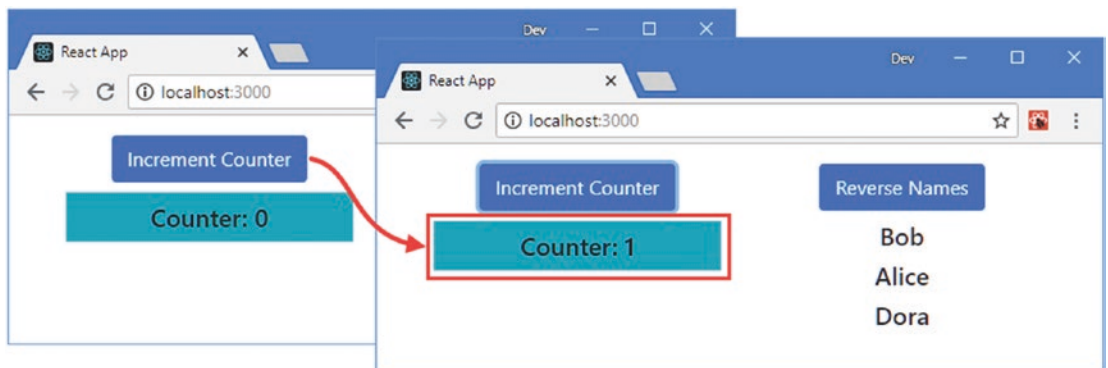 Dev
React App
localhost:3000
Increment Counter
Counter: 0
Dev
React App
localhost:3000
Increment Counter
Reverse Names
Counter: 1
Bob
Alice
Dora